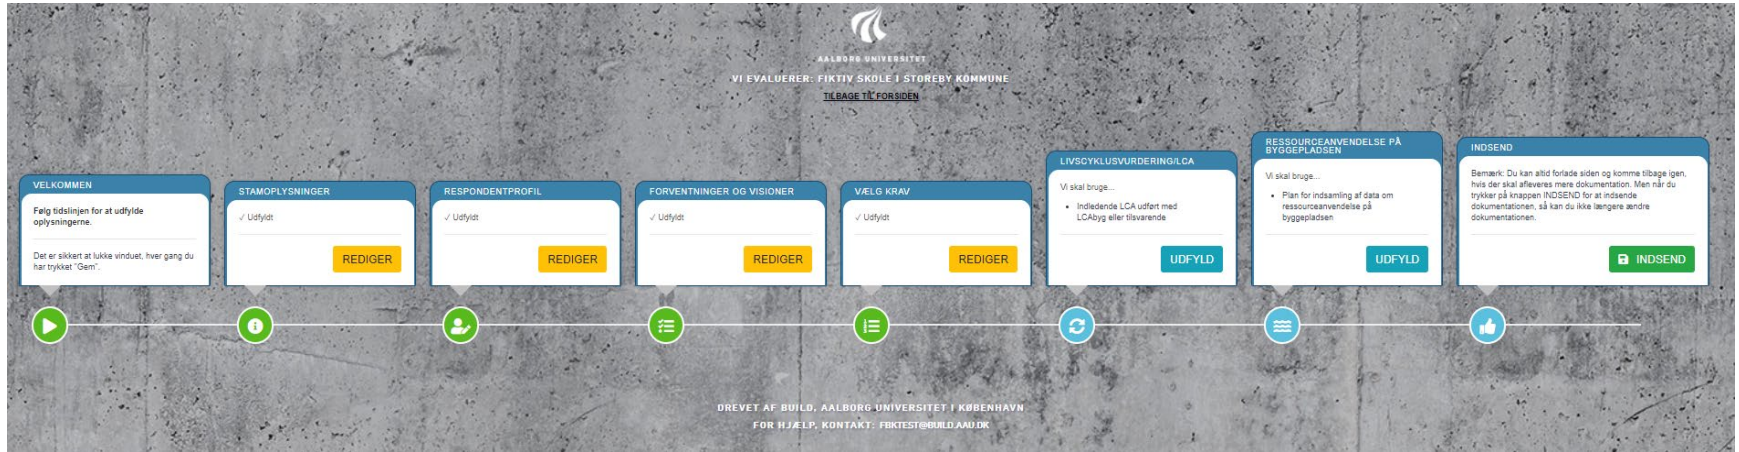 AALBORG UNIVERSITET
VI EVALUERER: FIKTIV SKOLE I STOREBY KOMMUNE
TILBAGE TIL FORSIDEN
VELKOMMEN
Følg tidslinjen for at udfylde
oplysningerne.
Det er sikkert at lukke vinduet, hver gang du
har trykket "Gem".
STAMOPLYSNINGER
✓ Udfyldt
REDIGER
RESPONDENTPROFIL
✓ Udfyldt
REDIGER
FORVENTNINGER OG VISIONER
✓ Udfyldt
REDIGER
VÆLG KRAV
✓ Udfyldt
REDIGER
LIVSCYKLUSVURDERING/LCA
Vi skal bruge...
• Indledende LCA udført med
LCAbyg eller tilsvarende
UDFYLD
RESSOURCEANVENDELSE PÅ
BYGGEPLADSEN
Vi skal bruge...
• Plan for indsamling af data om
ressourceanvendelse på
byggepladsen
UDFYLD
INDSEND
Bemærk: Du kan altid forlade siden og komme tilbage igen,
hvis der skal afleveres mere dokumentation. Men når du
trykker på knappen INDSEND for at indsende
dokumentationen, så kan du ikke længere ændre
dokumentationen.
INDSEND
DREVET AF BUILD, AALBORG UNIVERSITET I KØBENHAVN
FOR HJÆLP, KONTAKT: FBKTEST@BUILD.AAU.DK